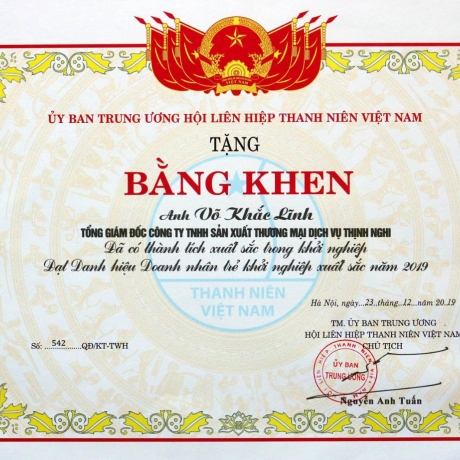 VIỆT NAM
ỦY BAN TRUNG ƯƠNG HỘI LIÊN HIỆP THANH NIÊN VIỆT NAM
TẶNG
BẰNG KHEN
Anh Võ Khắc Lĩnh
TỔNG GIÁM ĐỐC CÔNG TY TNHH SẢN XUẤT THƯƠNG MẠI DỊCH VỤ THỊNH NGHI
Đã có thành tích xuất sắc trong khởi nghiệp
Đạt Danh hiệu Doanh nhân trẻ khởi nghiệp xuất sắc năm 2019
THANH NIÊN
VIỆT NAM
Hà Nội, ngày...23...tháng...12...năm 2019
TM. ỦY BAN TRUNG ƯƠNG
HỘI LIÊN HIỆP THANH NIÊN VIỆT NAM
CHỦ TỊCH
Số: ...542......QĐ/KT-TWH
ỦY BAN
TRUNG ƯƠNG
Nguyễn Anh Tuấn